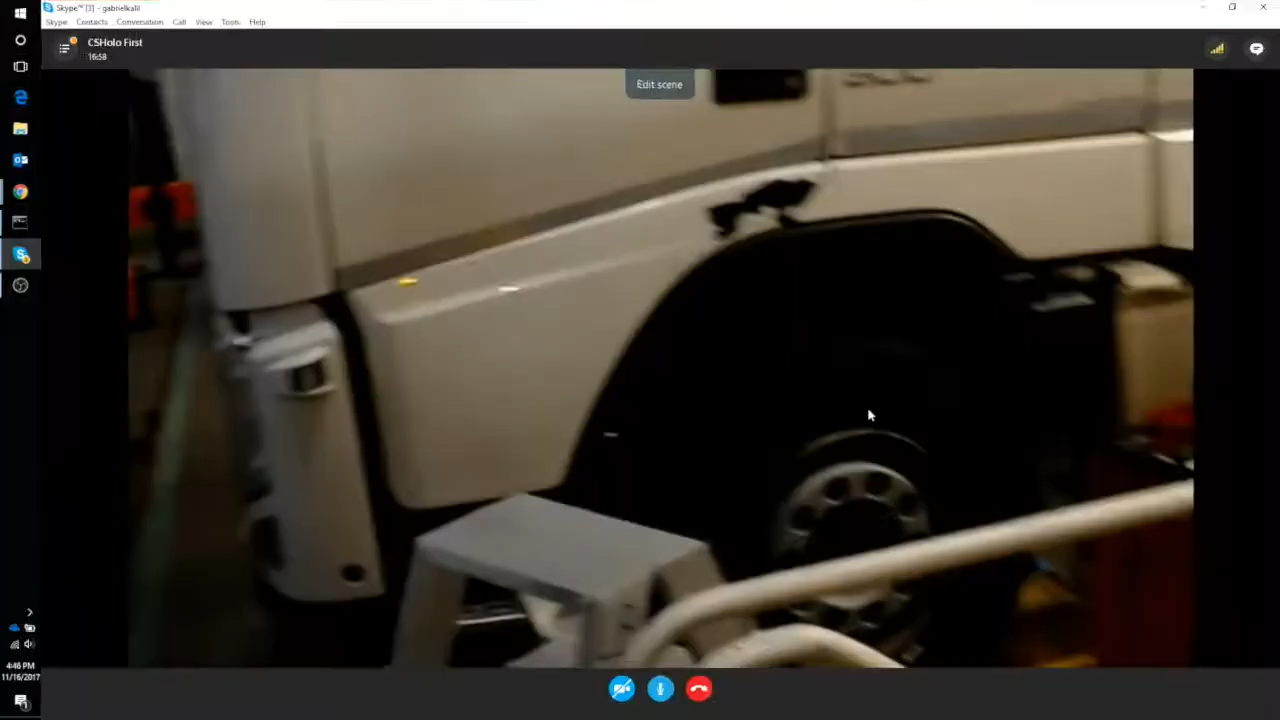 Skype™ [3] - gabrielkalil
Skype Contacts Conversation Call View Tools Help
CSHolo First
16:58
Edit scene
4:46 PM
11/16/2017